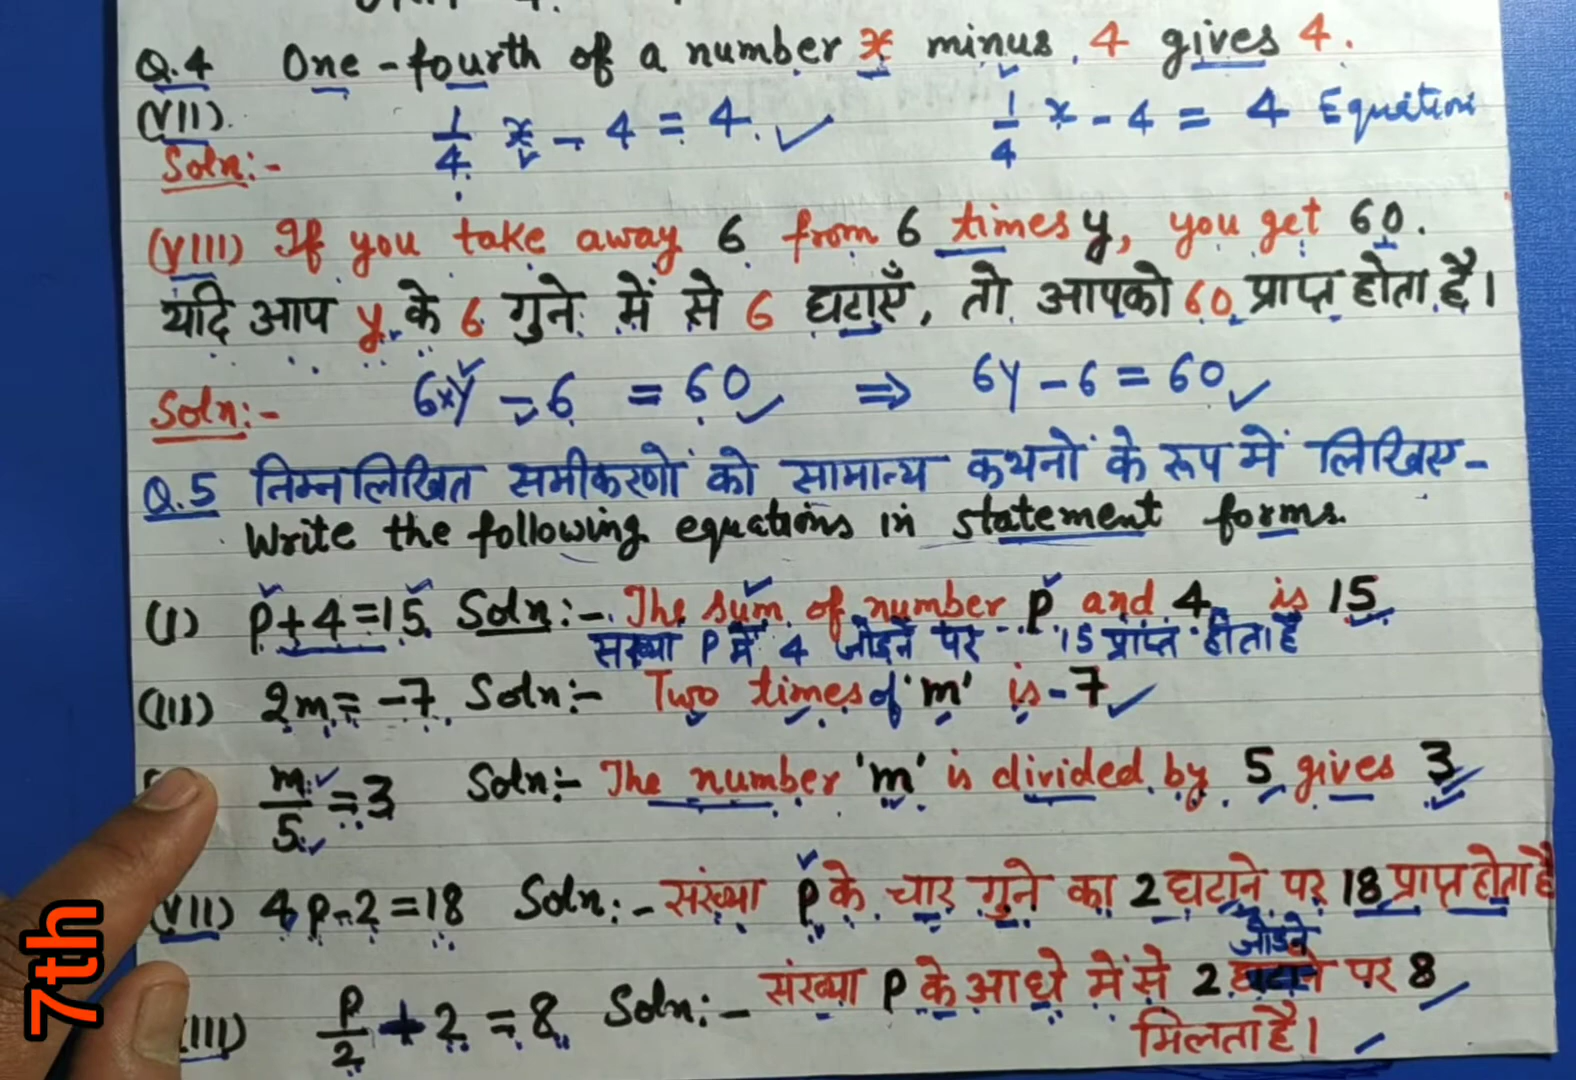 Q.4 One-fourth of a number x minus 4 gives 4.
(VII).
1/4 x - 4 = 4. ✓ 1/4 x - 4 = 4 Equation
Soln:-
(VIII) If you take away 6 from 6 times y, you get 60.
यदि आप y के 6 गुने में से 6 घटाएँ, तो आपको 60 प्राप्त होता है।
Soln:- 6×y - 6 = 60 ⇒ 6y - 6 = 60
Q.5 निम्नलिखित समीकरणों को सामान्य कथनों के रूप में लिखिए-
Write the following equations in statement forms.
(I) p+4=15 Soln:- The sum of number p and 4 is 15
संख्या P में 4 जोड़ने पर 15 प्राप्त होता है
(III) 2m = -7 Soln:- Two times of 'm' is -7
m/5 = 3 Soln:- The number 'm' is divided by 5 gives 3
(VII) 4p-2=18 Soln:- संख्या p के चार गुने का 2 घटाने पर 18 प्राप्त होता है
जोडने
(III) P/2 + 2 = 8 Soln:- संख्या P के आधे में से 2 घटाने पर 8
मिलता है।
7th